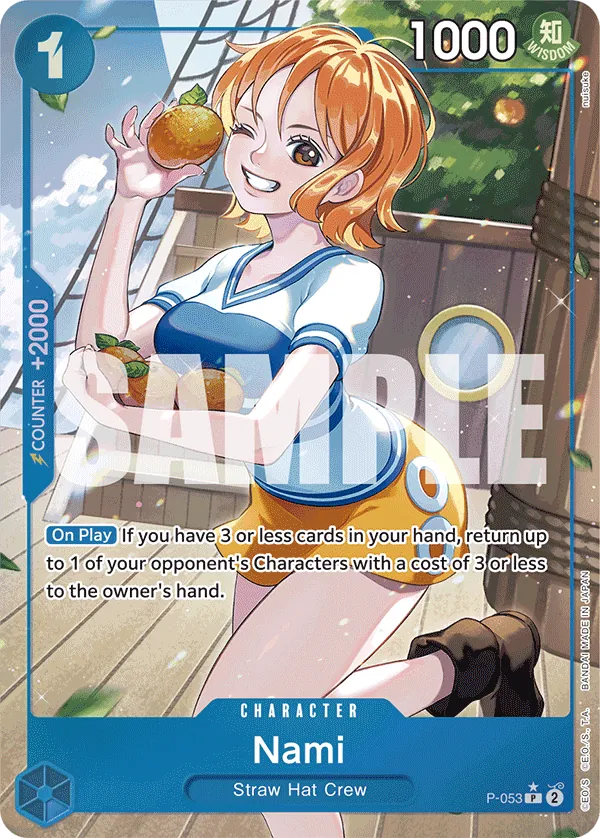 1
1000
知
WISDOM
nuisuke
COUNTER +2000
SAMPLE
On Play If you have 3 or less cards in your hand, return up
to 1 of your opponent's Characters with a cost of 3 or less
to the owner's hand.
CHARACTER
Nami
Straw Hat Crew
P-053 P 2
©E.O/S ©E.O./S., T.A. BANDAI MADE IN JAPAN